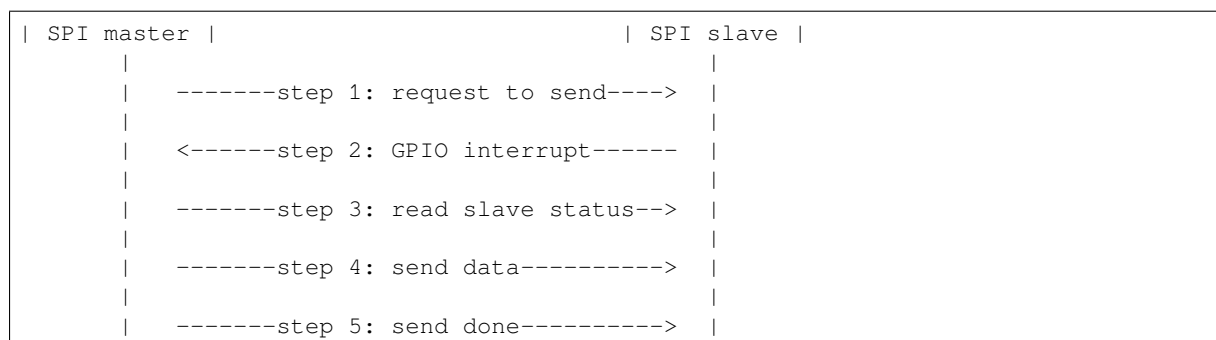 | SPI master |                                  | SPI slave |
       |                                                |
       |   -------step 1: request to send---->  |
       |                                                |
       |   <------step 2: GPIO interrupt------  |
       |                                                |
       |   -------step 3: read slave status-->  |
       |                                                |
       |   -------step 4: send data---------->  |
       |                                                |
       |   -------step 5: send done---------->  |